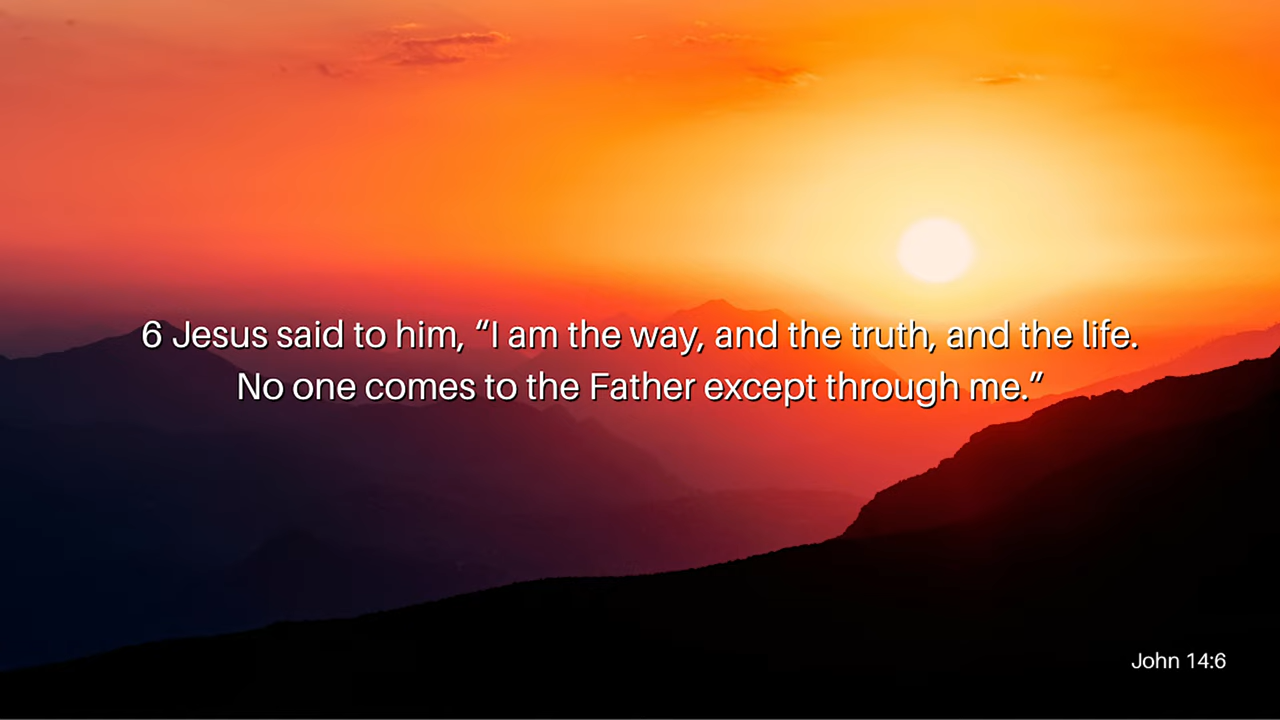 6 Jesus said to him, “I am the way, and the truth, and the life.
No one comes to the Father except through me.”
John 14:6